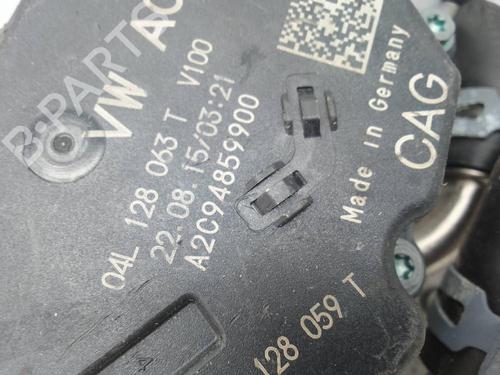 VW AG
04L 128 063 T V100
22.08.15/03:21
A2C94859900
128 059 T
Made in Germany
CAG
B-PARTS